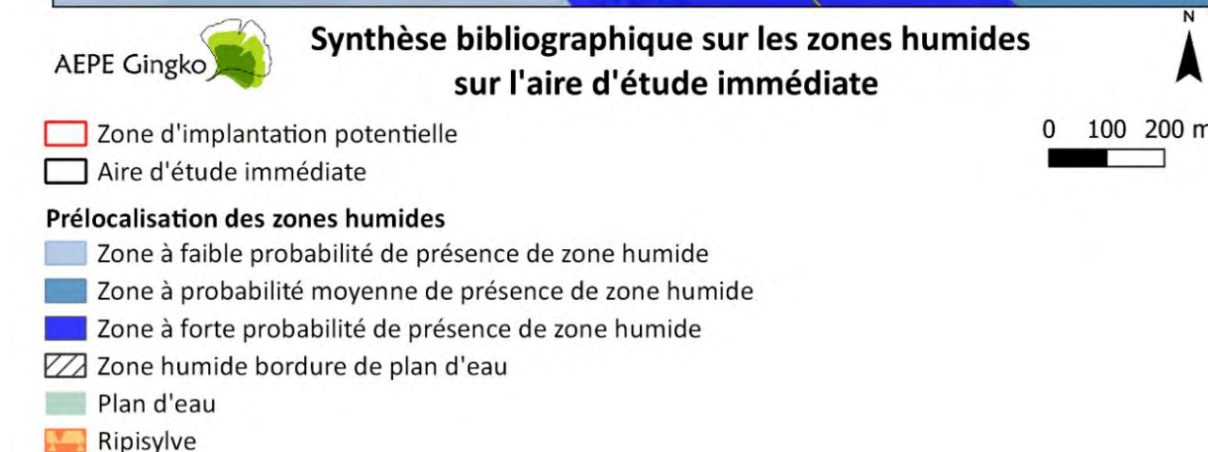 AEPE Gingko
Synthèse bibliographique sur les zones humides
sur l'aire d'étude immédiate
N
0 100 200 m
Zone d'implantation potentielle
Aire d'étude immédiate
Prélocalisation des zones humides
Zone à faible probabilité de présence de zone humide
Zone à probabilité moyenne de présence de zone humide
Zone à forte probabilité de présence de zone humide
Zone humide bordure de plan d'eau
Plan d'eau
Ripisylve